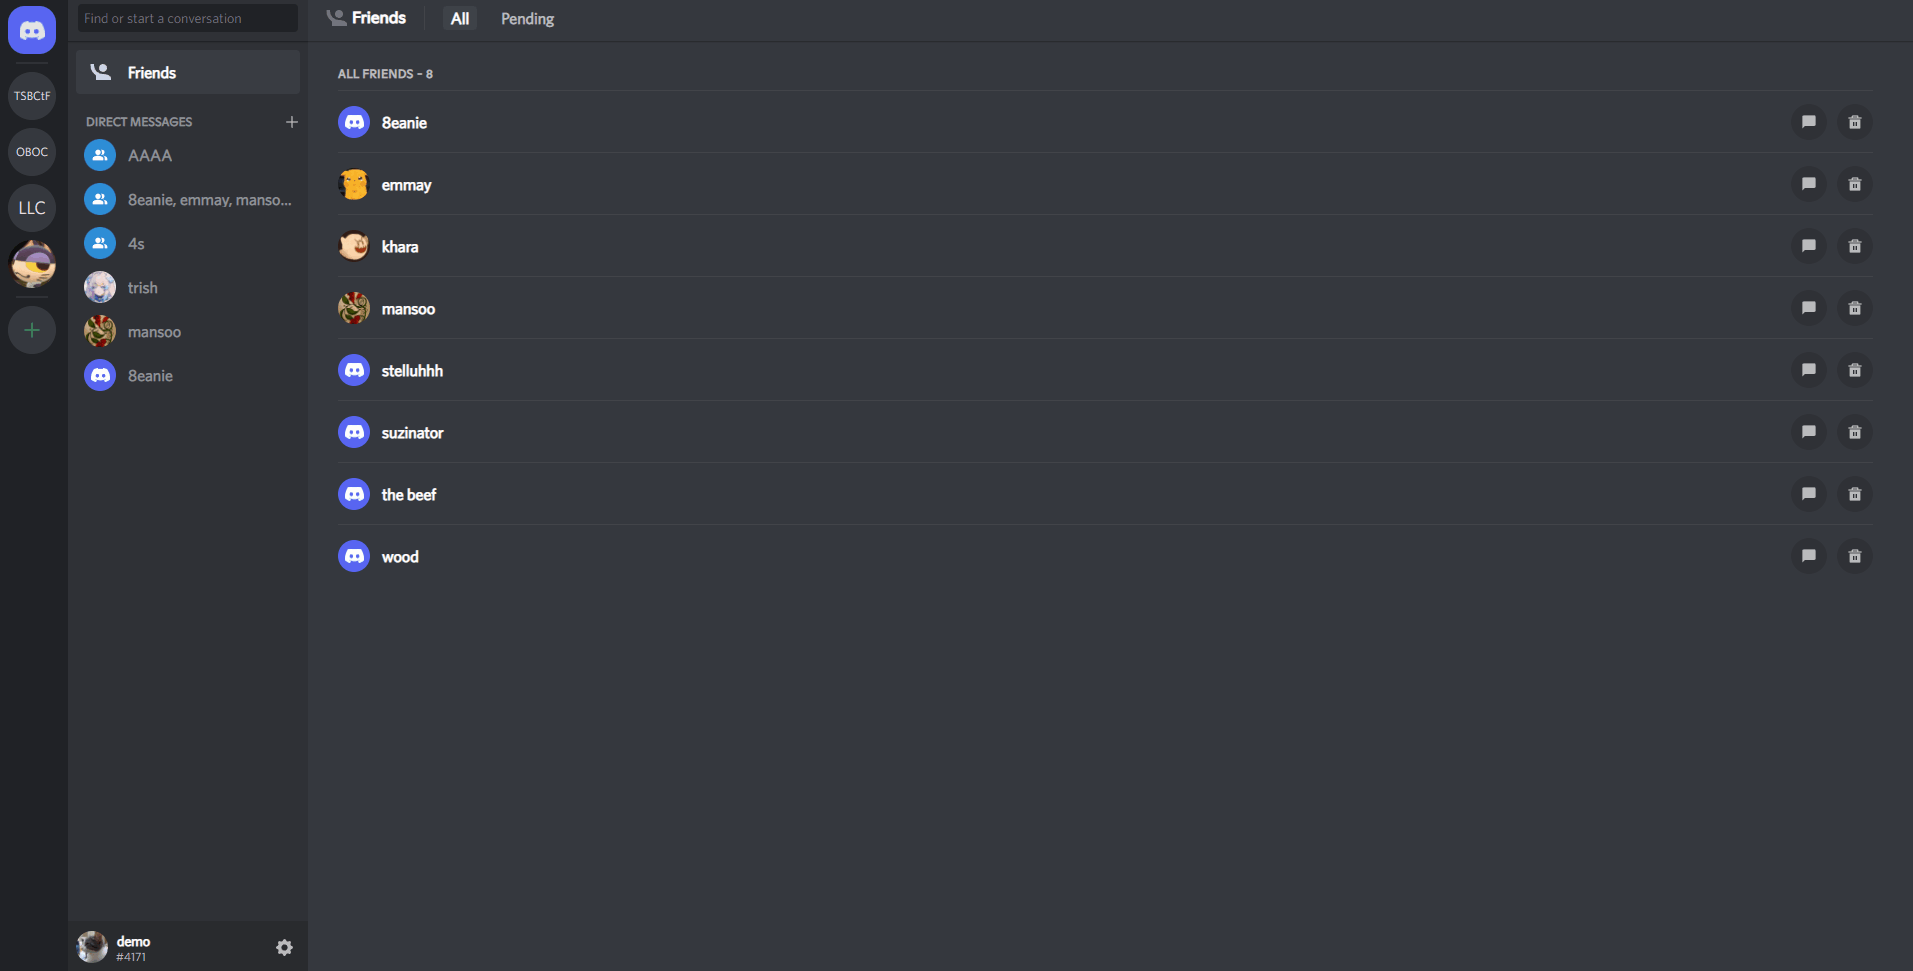 TSBCtF
OBOC
LLC
Find or start a conversation
Friends
DIRECT MESSAGES
AAAA
8eanie, emmay, manso...
4s
trish
mansoo
8eanie
demo
#4171
Friends
All
Pending
ALL FRIENDS – 8
8eanie
emmay
khara
mansoo
stelluhhh
suzinator
the beef
wood